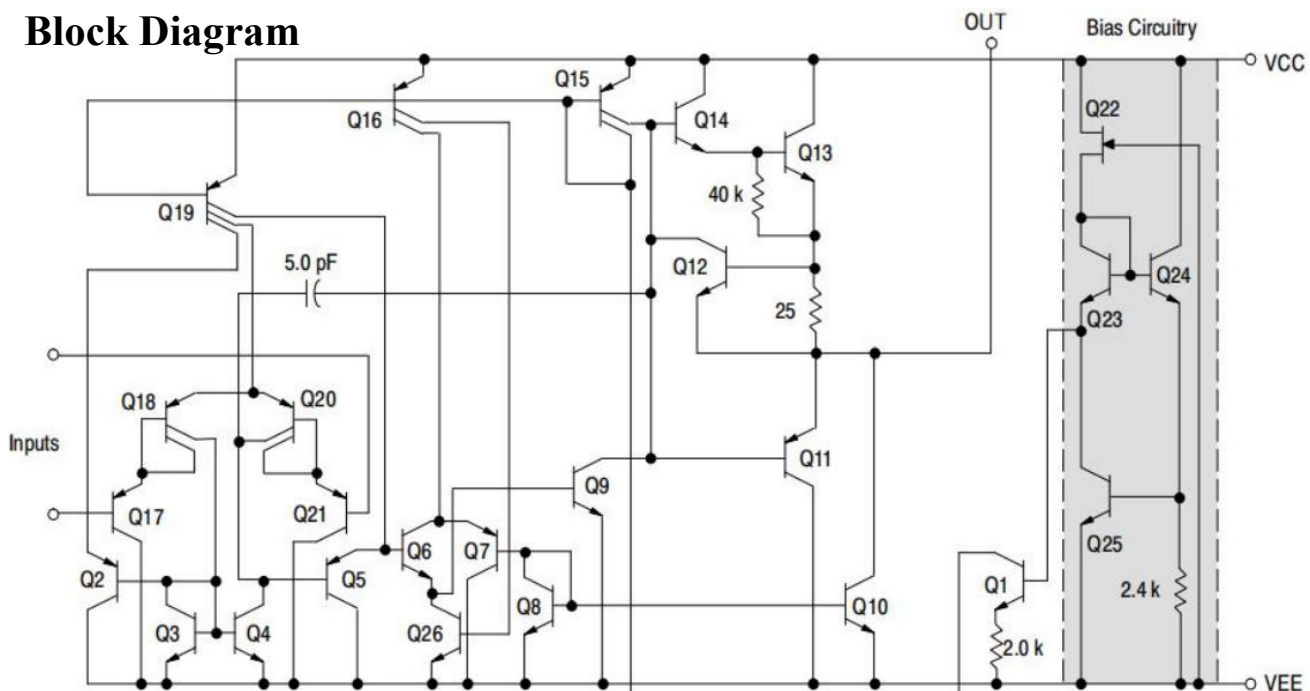 Block Diagram
OUT
Bias Circuitry
VCC
Q15
Q16
Q14
Q22
Q13
Q19
40 k
5.0 pF
Q12
Q24
25
Q23
Q18
Q20
Inputs
Q11
Q9
Q17
Q21
Q25
Q6
Q7
Q2
Q5
Q1
2.4 k
Q8
Q10
Q3
Q4
Q26
2.0 k
VEE